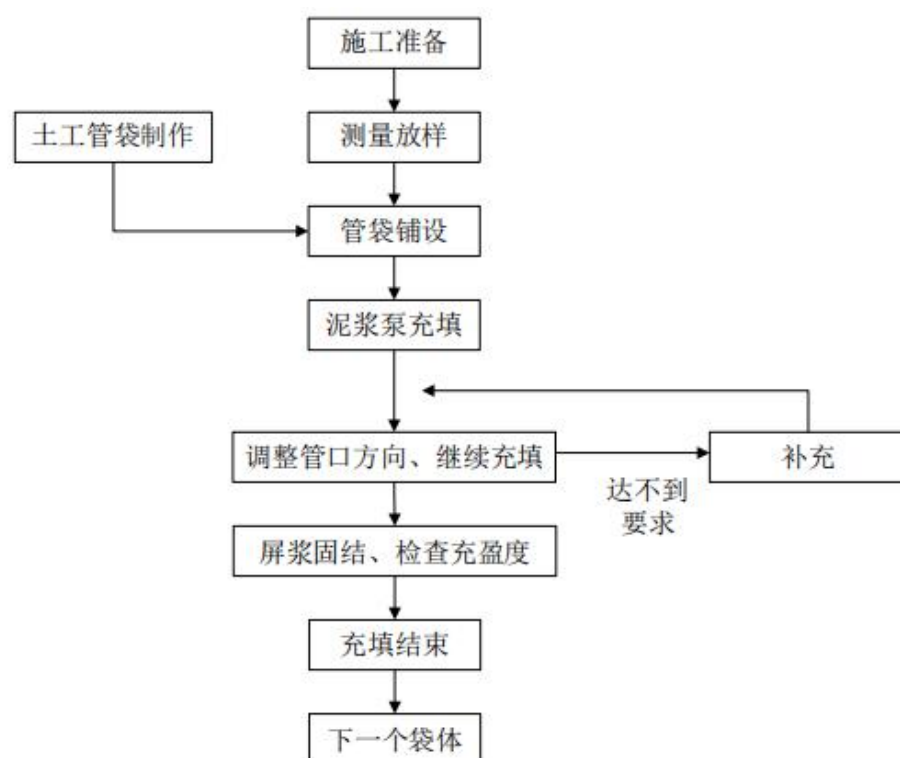 施工准备
土工管袋制作
测量放样
管袋铺设
泥浆泵充填
调整管口方向、继续充填
补充
达不到
要求
屏浆固结、检查充盈度
充填结束
下一个袋体